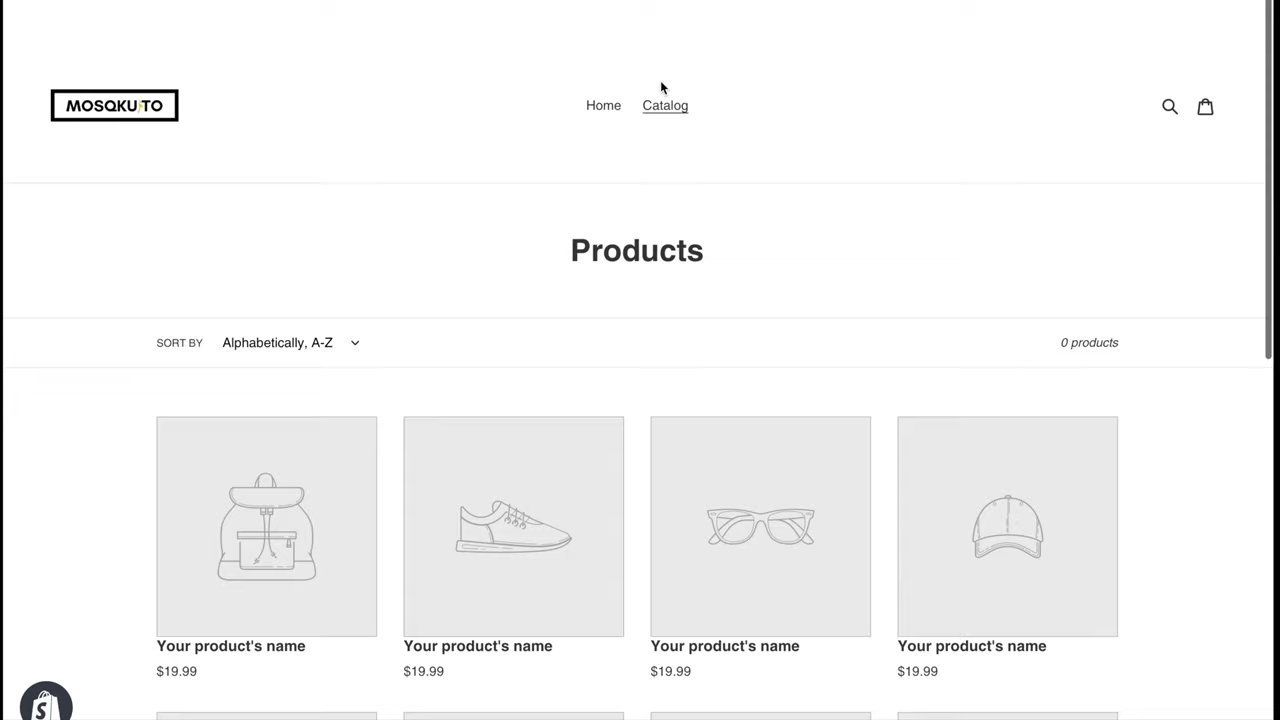 MOSQKUITO
Home Catalog
Products
SORT BY Alphabetically, A-Z 0 products
Your product's name Your product's name Your product's name Your product's name
$19.99 $19.99 $19.99 $19.99
S